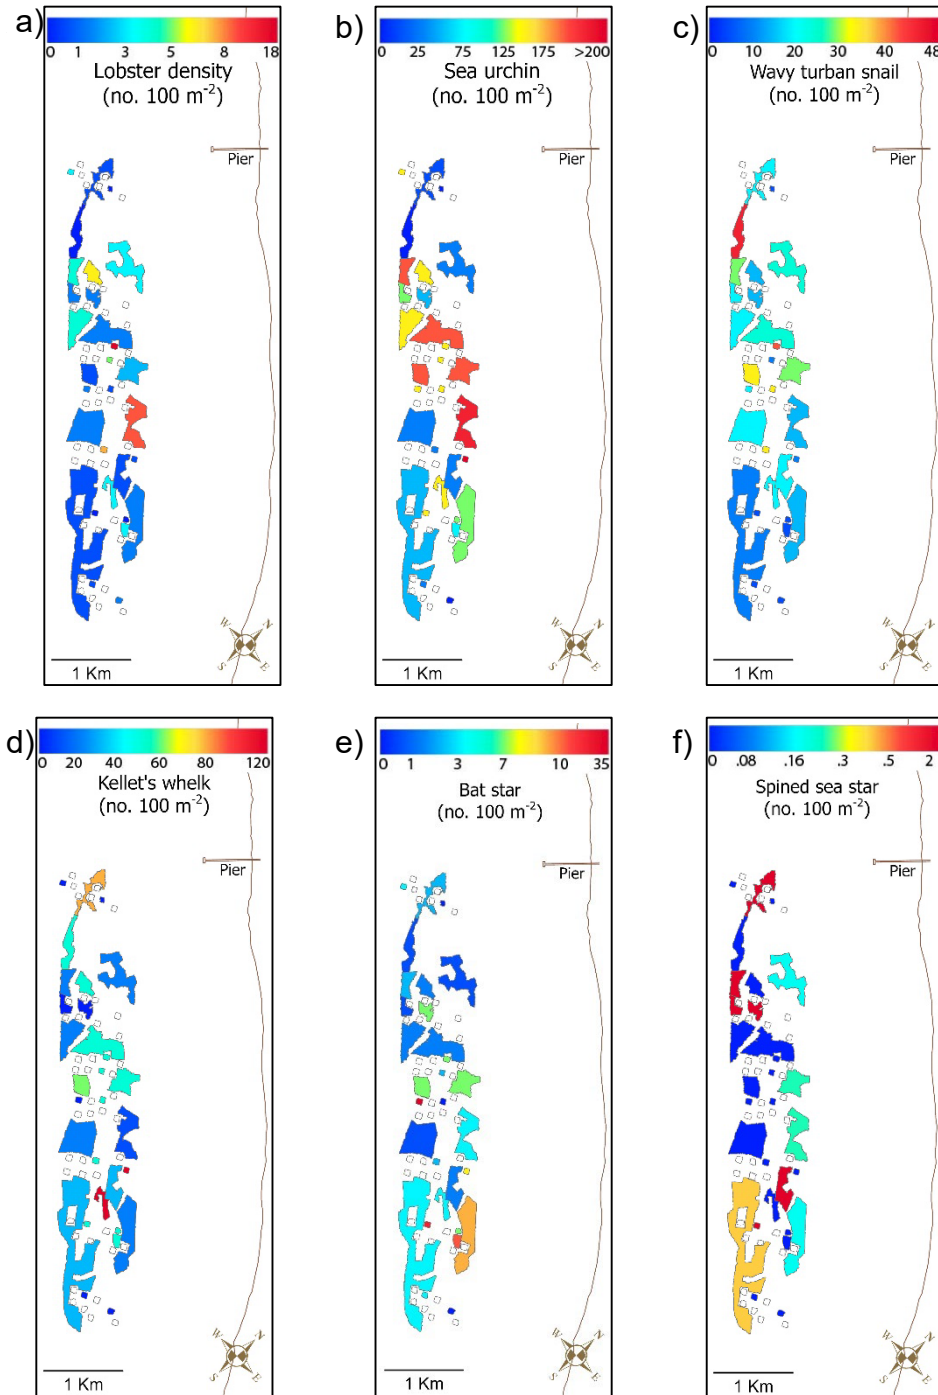 a)
0 1 3 5 8 18
Lobster density
(no. 100 m⁻²)
Pier
N
W
E
S
1 Km
b)
0 25 75 125 175 >200
Sea urchin
(no. 100 m⁻²)
Pier
N
W
E
S
1 Km
c)
0 10 20 30 40 48
Wavy turban snail
(no. 100 m⁻²)
Pier
N
W
E
S
1 Km
d)
0 20 40 60 80 100 120
Kellet's whelk
(no. 100 m⁻²)
Pier
N
W
E
S
1 Km
e)
0 1 3 7 10 35
Bat star
(no. 100 m⁻²)
Pier
N
W
E
S
1 Km
f)
0 .08 .16 .3 .5 2
Spined sea star
(no. 100 m⁻²)
Pier
N
W
E
S
1 Km